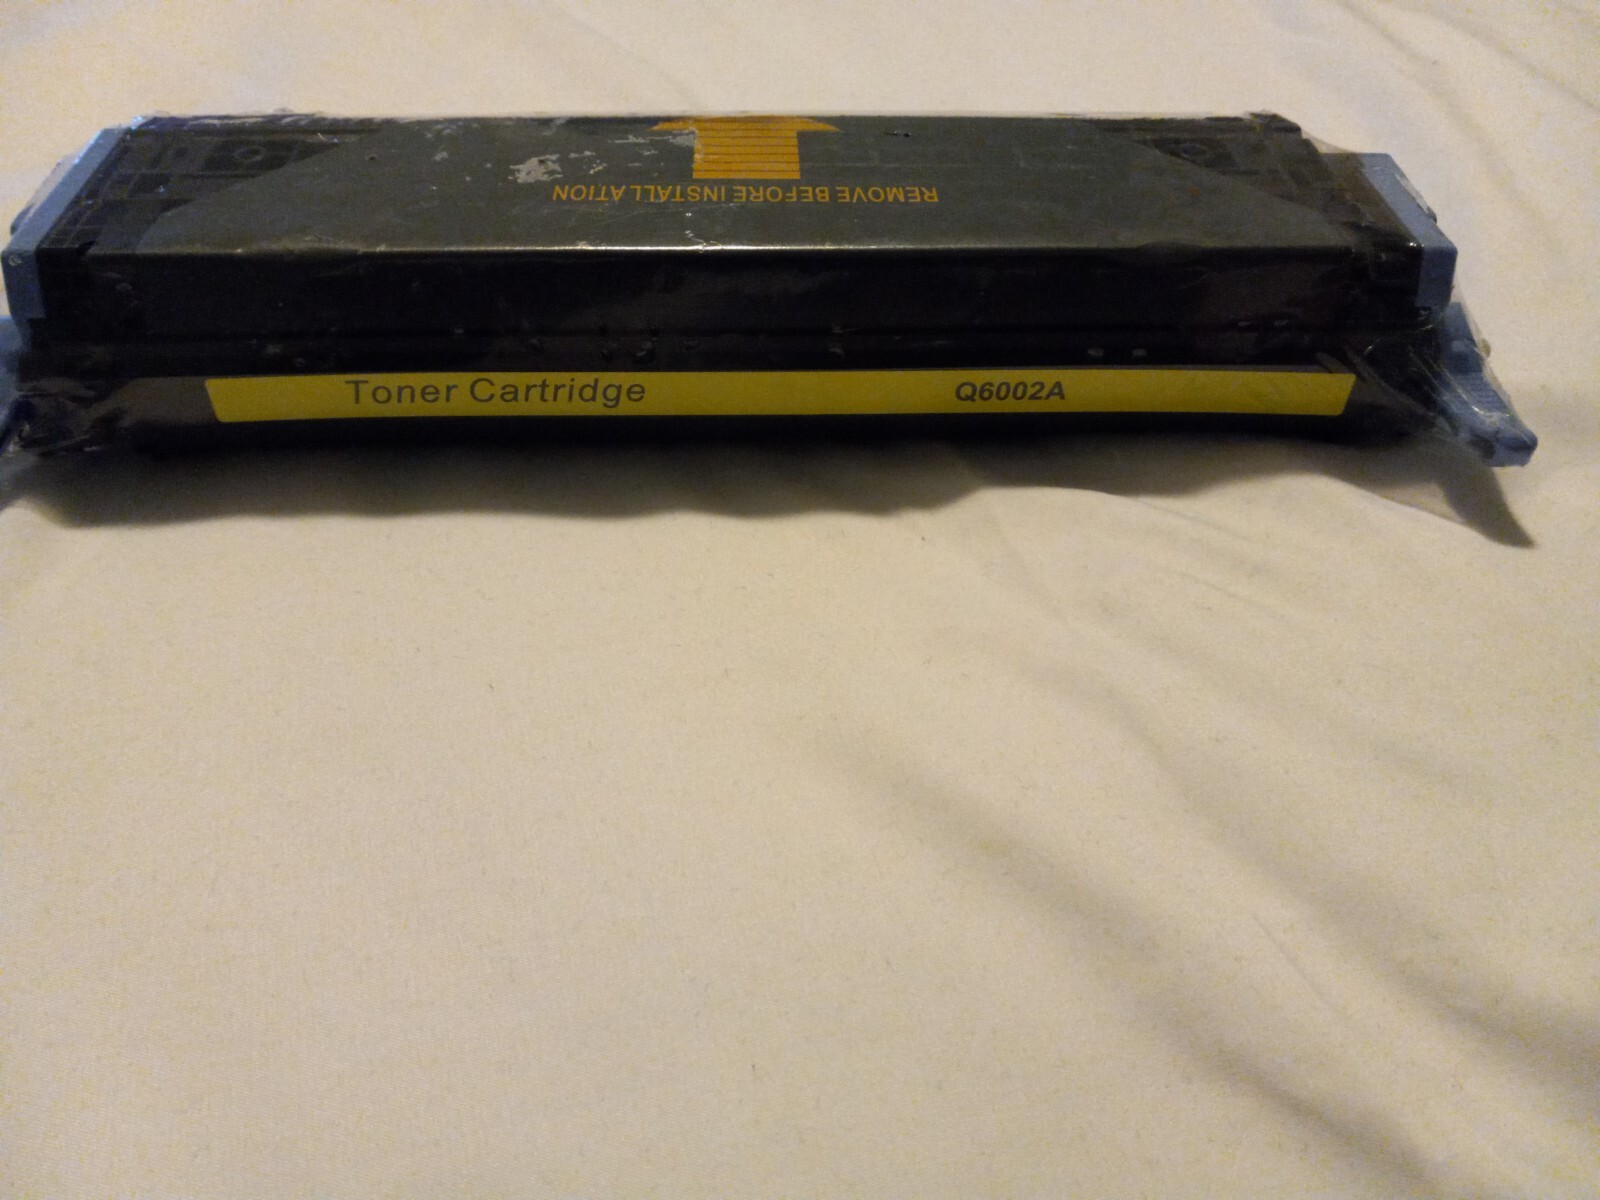 REMOVE BEFORE INSTALLATION
Toner Cartridge Q6002A